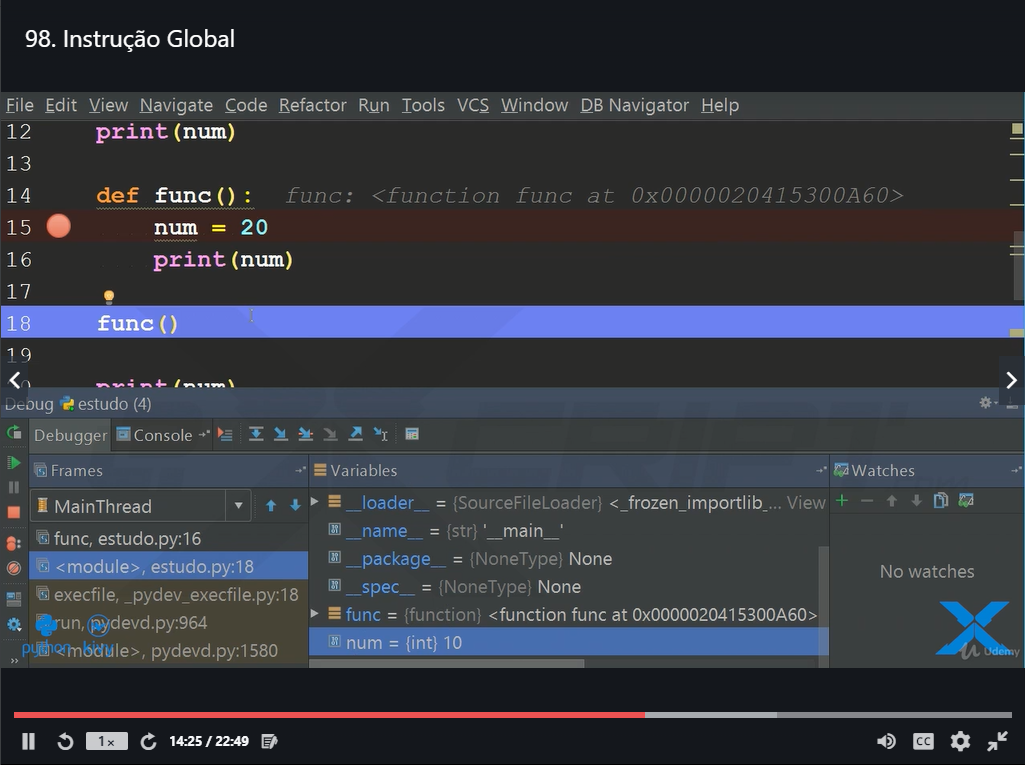 98. Instrução Global
File Edit View Navigate Code Refactor Run Tools VCS Window DB Navigator Help
12 print(num)
13
14 def func(): func: <function func at 0x0000020415300A60>
15 num = 20
16 print(num)
17
18 func()
19
print(num)
Debug estudo (4)
Debugger Console
Frames Variables Watches
MainThread
func, estudo.py:16
<module>, estudo.py:18
execfile, _pydev_execfile.py:18
run, pydevd.py:964
<module>, pydevd.py:1580
__loader__ = {SourceFileLoader} <_frozen_importlib_... View
__name__ = {str} '__main__'
__package__ = {NoneType} None
__spec__ = {NoneType} None
func = {function} <function func at 0x0000020415300A60>
num = {int} 10
No watches
python kivy
Udemy
1x 14:25 / 22:49 CC